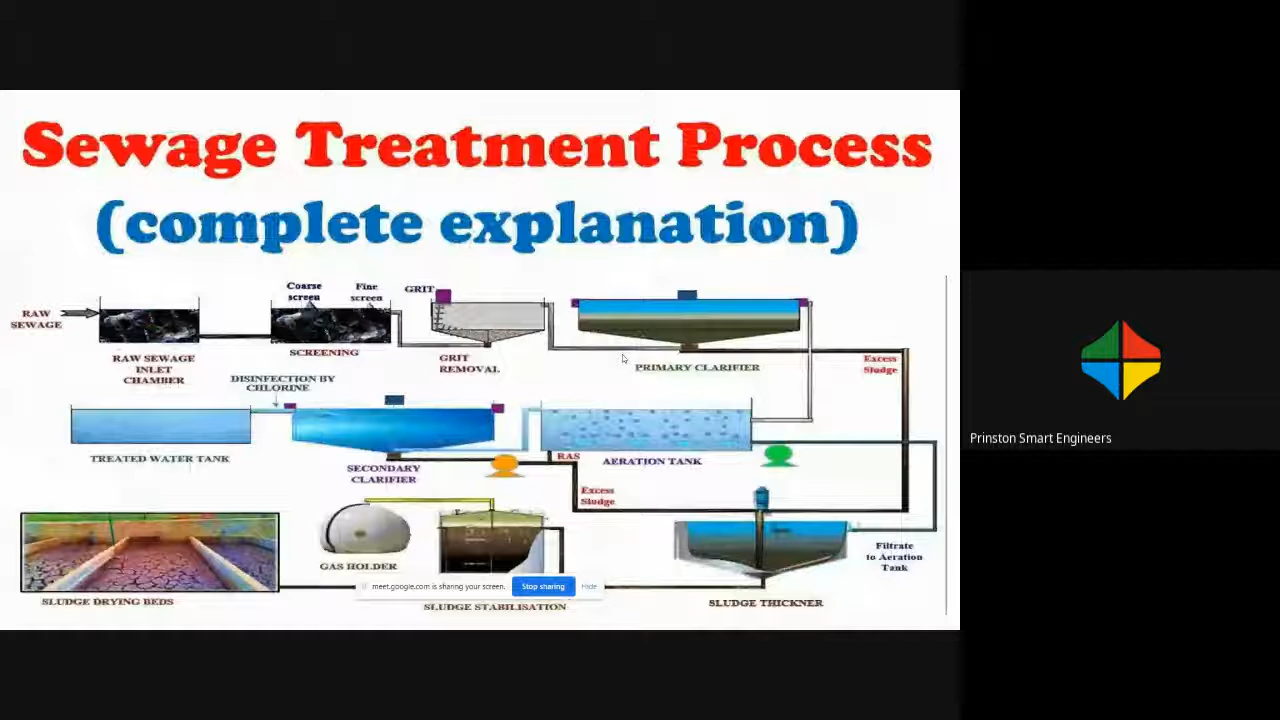 Sewage Treatment Process
(complete explanation)
RAW
SEWAGE
RAW SEWAGE
INLET
CHAMBER
Coarse
screen
Fine
screen
SCREENING
GRIT
GRIT
REMOVAL
PRIMARY CLARIFIER
Excess
Sludge
DISINFECTION BY
CHLORINE
TREATED WATER TANK
SECONDARY
CLARIFIER
RAS
AERATION TANK
Excess
Sludge
Filtrate
to Aeration
Tank
GAS HOLDER
meet.google.com is sharing your screen.
Stop sharing
Hide
SLUDGE DRYING BEDS
SLUDGE STABILISATION
SLUDGE THICKNER
Prinston Smart Engineers